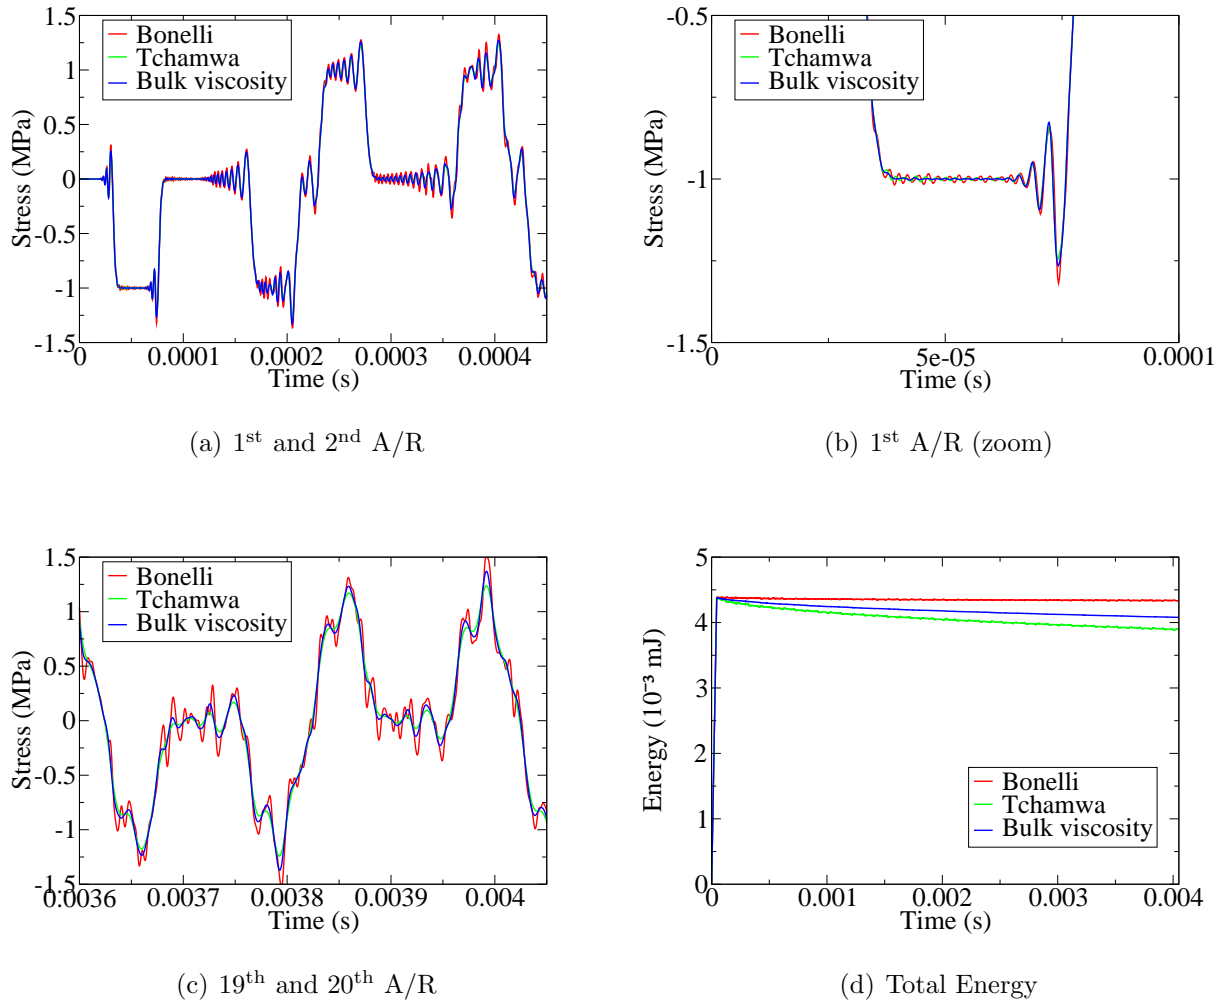 Bonelli
Tchamwa
Bulk viscosity
1.5
1
0.5
0
-0.5
-1
-1.5
Stress (MPa)
0
0.0001
0.0002
0.0003
0.0004
Time (s)
(a) 1st and 2nd A/R
Bonelli
Tchamwa
Bulk viscosity
-0.5
-1
-1.5
Stress (MPa)
0
5e-05
0.0001
Time (s)
(b) 1st A/R (zoom)
Bonelli
Tchamwa
Bulk viscosity
1.5
1
0.5
0
-0.5
-1
-1.5
Stress (MPa)
0.0036
0.0037
0.0038
0.0039
0.004
Time (s)
(c) 19th and 20th A/R
5
4
3
2
1
0
Energy (10⁻³ mJ)
Bonelli
Tchamwa
Bulk viscosity
0
0.001
0.002
0.003
0.004
Time (s)
(d) Total Energy